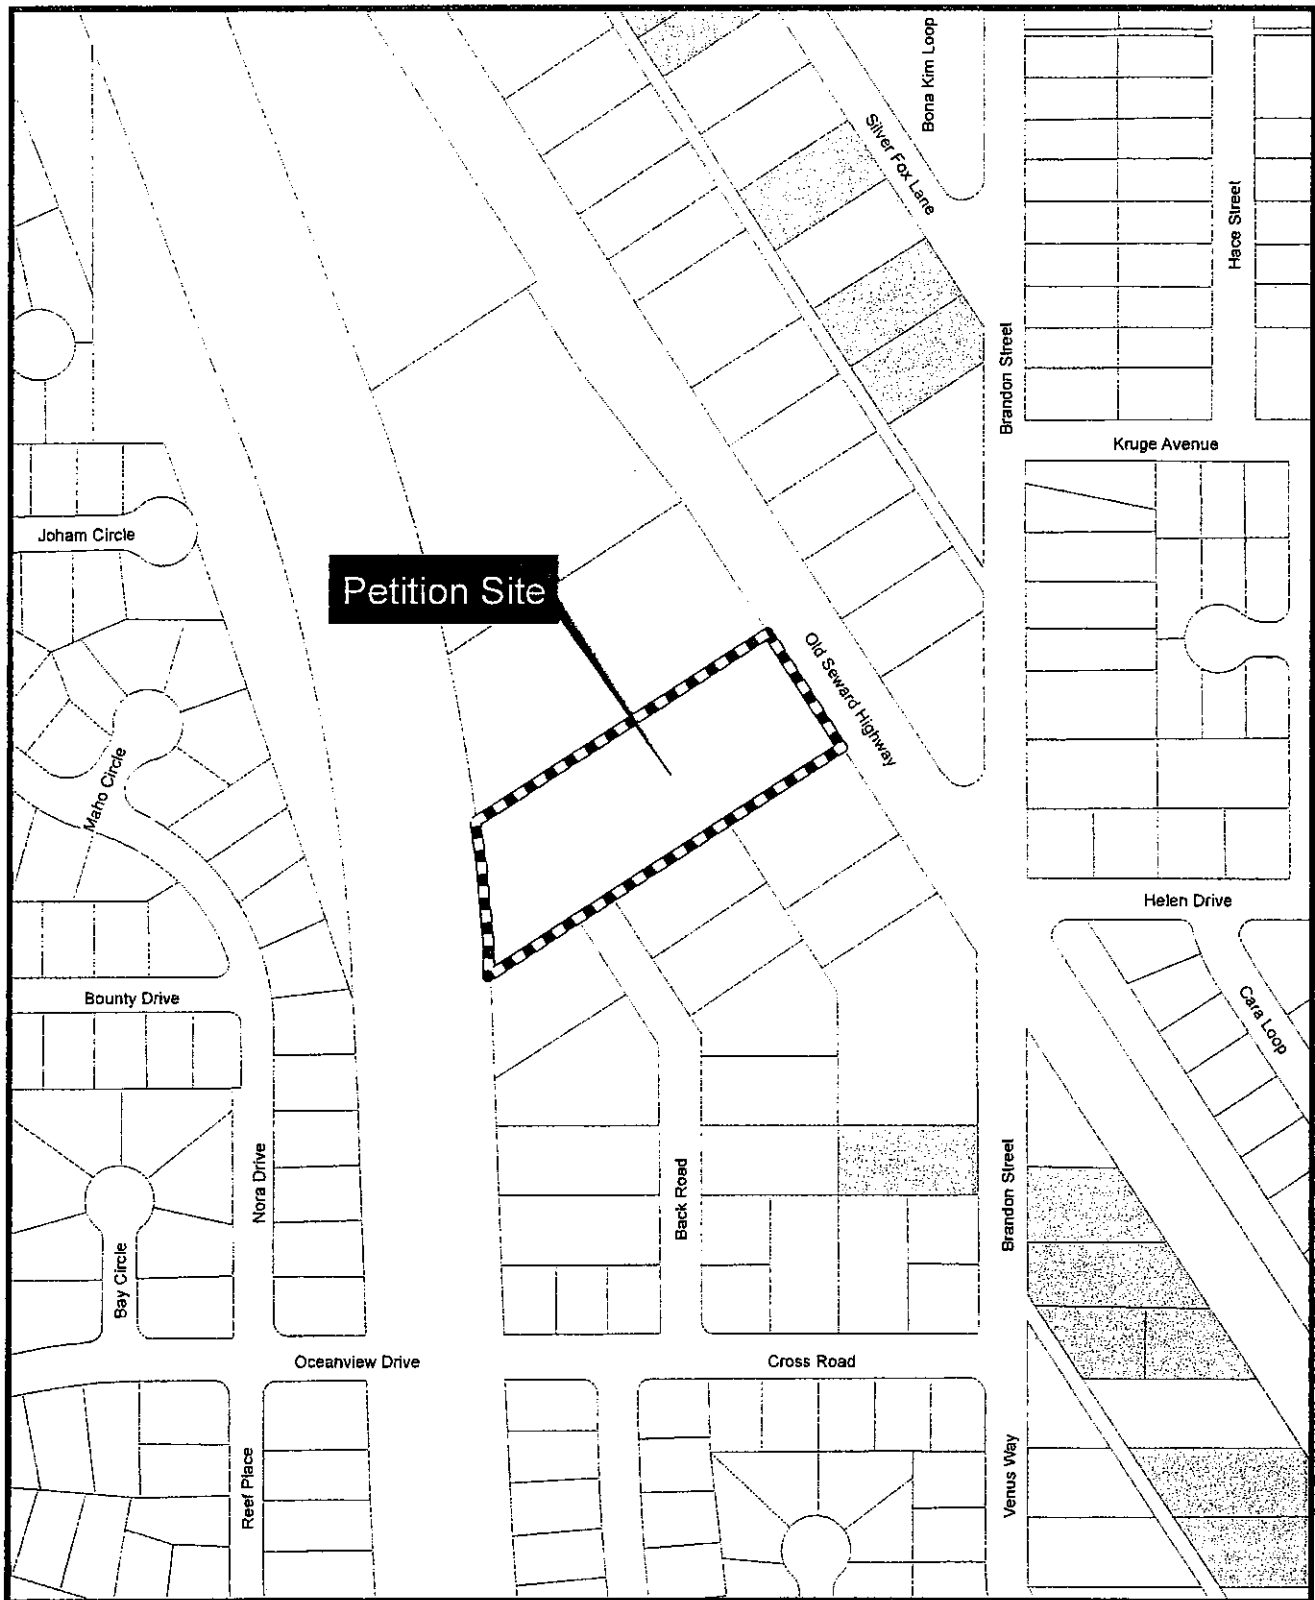 Bona Kim Loop
Silver Fox Lane
Hace Street
Brandon Street
Kruge Avenue
Joham Circle
Petition Site
Old Seward Highway
Maho Circle
Helen Drive
Cara Loop
Bounty Drive
Nora Drive
Back Road
Brandon Street
Bay Circle
Oceanview Drive
Cross Road
Reef Place
Venus Way